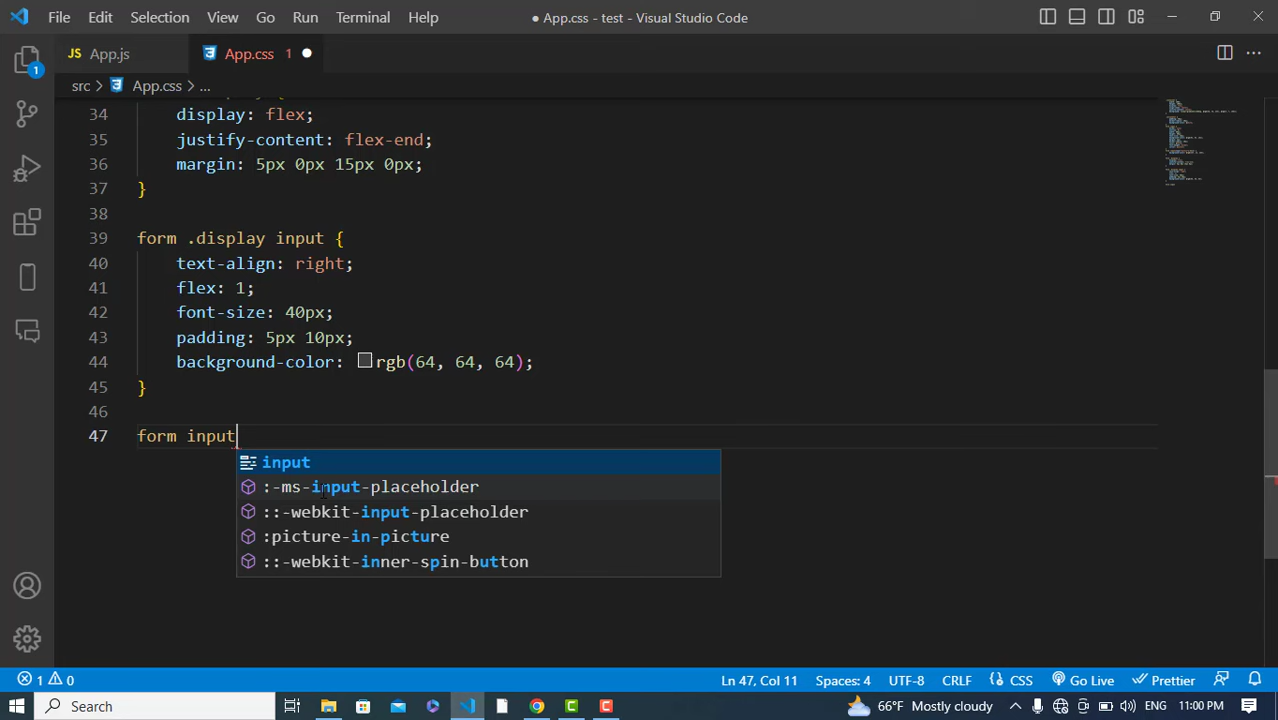 File Edit Selection View Go Run Terminal Help ● App.css - test - Visual Studio Code
JS App.js App.css 1
src > App.css > ...
34 display: flex;
35 justify-content: flex-end;
36 margin: 5px 0px 15px 0px;
37 }
38
39 form .display input {
40 text-align: right;
41 flex: 1;
42 font-size: 40px;
43 padding: 5px 10px;
44 background-color: rgb(64, 64, 64);
45 }
46
47 form input
input
:-ms-input-placeholder
::-webkit-input-placeholder
:picture-in-picture
::-webkit-inner-spin-button
1
1 0 Ln 47, Col 11 Spaces: 4 UTF-8 CRLF {} CSS Go Live Prettier
Search 66°F Mostly cloudy ENG 11:00 PM